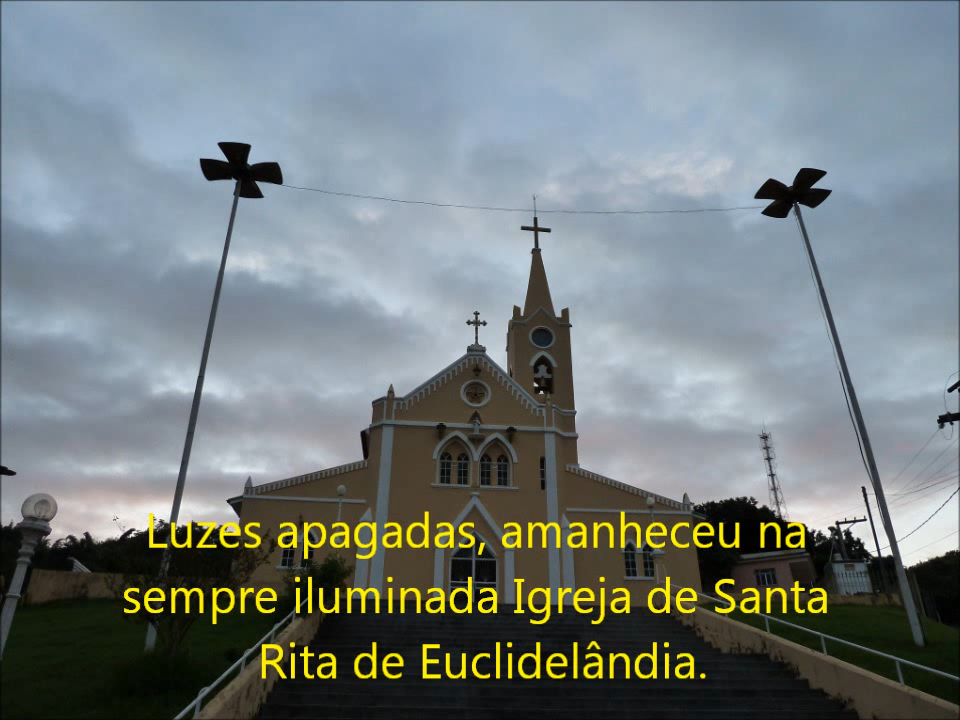 Luzes apagadas, amanheceu na
sempre iluminada Igreja de Santa
Rita de Euclidelândia.